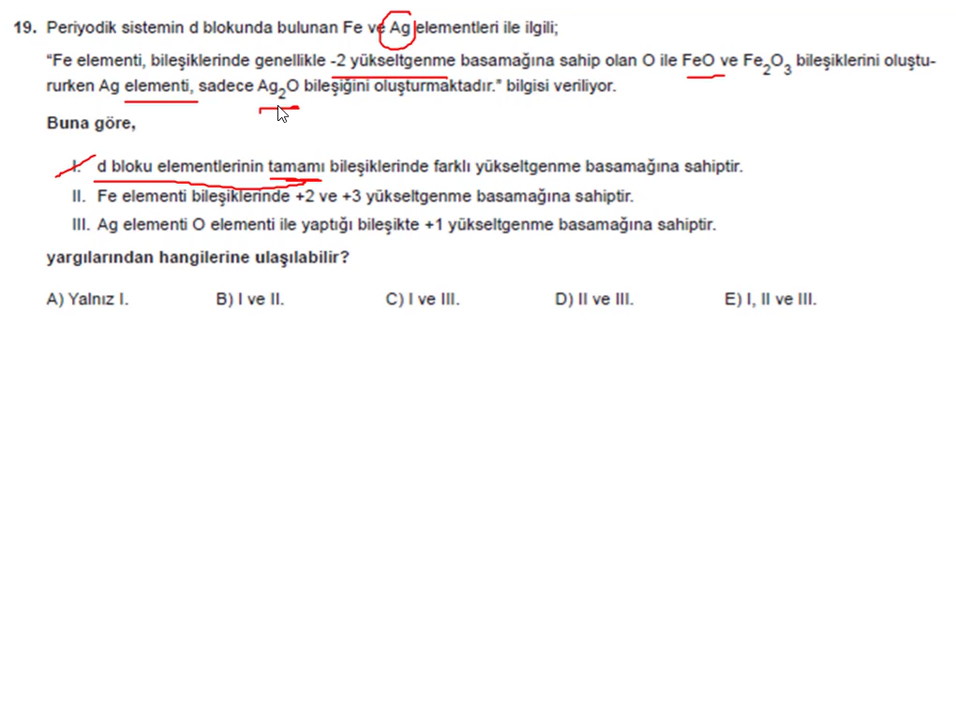 19. Periyodik sistemin d blokunda bulunan Fe ve Ag elementleri ile ilgili;
“Fe elementi, bileşiklerinde genellikle -2 yükseltgenme basamağına sahip olan O ile FeO ve Fe₂O₃ bileşiklerini oluştu-
rurken Ag elementi, sadece Ag₂O bileşiğini oluşturmaktadır.” bilgisi veriliyor.
Buna göre,
I. d bloku elementlerinin tamamı bileşiklerinde farklı yükseltgenme basamağına sahiptir.
II. Fe elementi bileşiklerinde +2 ve +3 yükseltgenme basamağına sahiptir.
III. Ag elementi O elementi ile yaptığı bileşikte +1 yükseltgenme basamağına sahiptir.
yargılarından hangilerine ulaşılabilir?
A) Yalnız I. B) I ve II. C) I ve III. D) II ve III. E) I, II ve III.